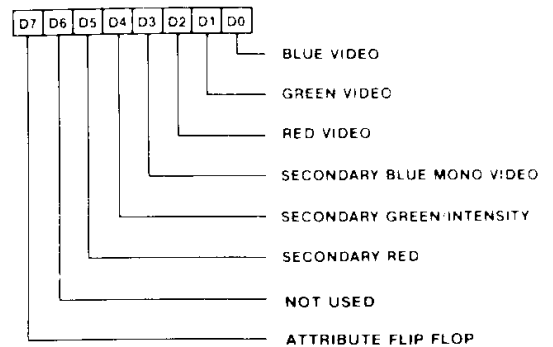 D7 D6 D5 D4 D3 D2 D1 D0
BLUE VIDEO
GREEN VIDEO
RED VIDEO
SECONDARY BLUE MONO VIDEO
SECONDARY GREEN/INTENSITY
SECONDARY RED
NOT USED
ATTRIBUTE FLIP FLOP